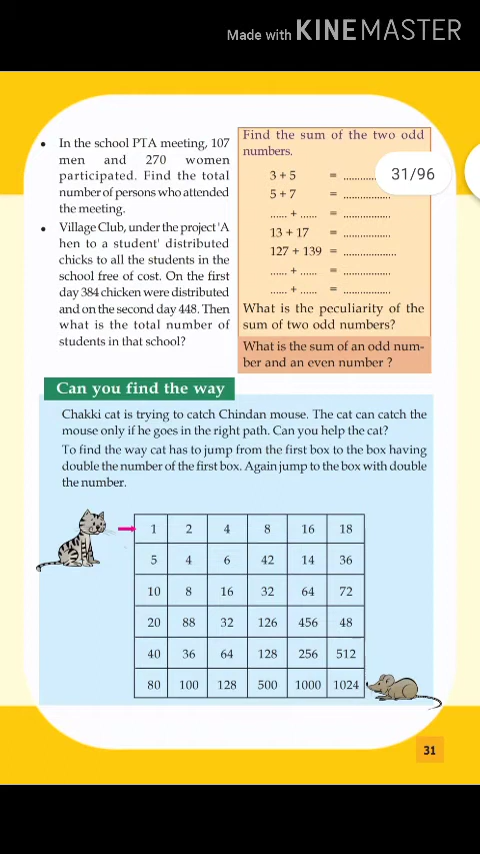 Made with KINEMASTER
• In the school PTA meeting, 107
men and 270 women
participated. Find the total
number of persons who attended
the meeting.
• Village Club, under the project 'A
hen to a student' distributed
chicks to all the students in the
school free of cost. On the first
day 384 chicken were distributed
and on the second day 448. Then
what is the total number of
students in that school?
Find the sum of the two odd
numbers.
3 + 5 = ............
5 + 7 = ................
...... + ...... = ................
13 + 17 = ................
127 + 139 = ..................
...... + ...... = ................
...... + ...... = ................
What is the peculiarity of the
sum of two odd numbers?
What is the sum of an odd num-
ber and an even number ?
31/96
Can you find the way
Chakki cat is trying to catch Chindan mouse. The cat can catch the
mouse only if he goes in the right path. Can you help the cat?
To find the way cat has to jump from the first box to the box having
double the number of the first box. Again jump to the box with double
the number.
1 2 4 8 16 18
5 4 6 42 14 36
10 8 16 32 64 72
20 88 32 126 456 48
40 36 64 128 256 512
80 100 128 500 1000 1024
31